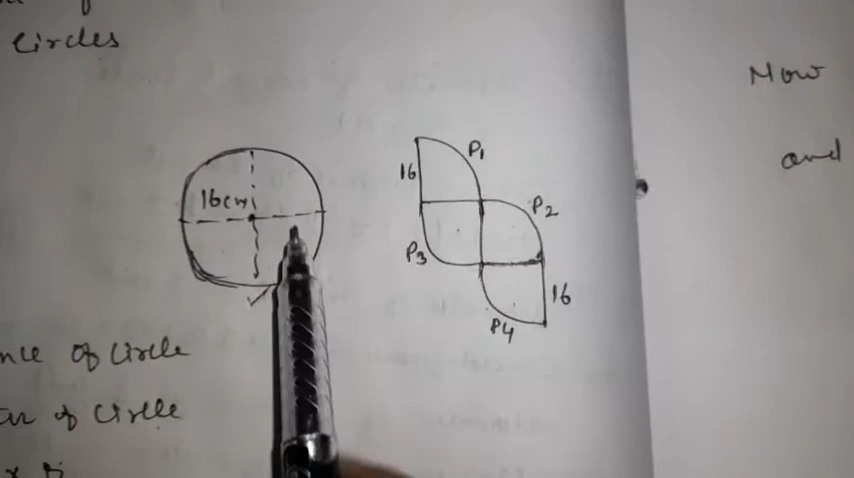 circles
Now
and
16cm
16
P1
P2
P3
16
P4
of circle
of circle